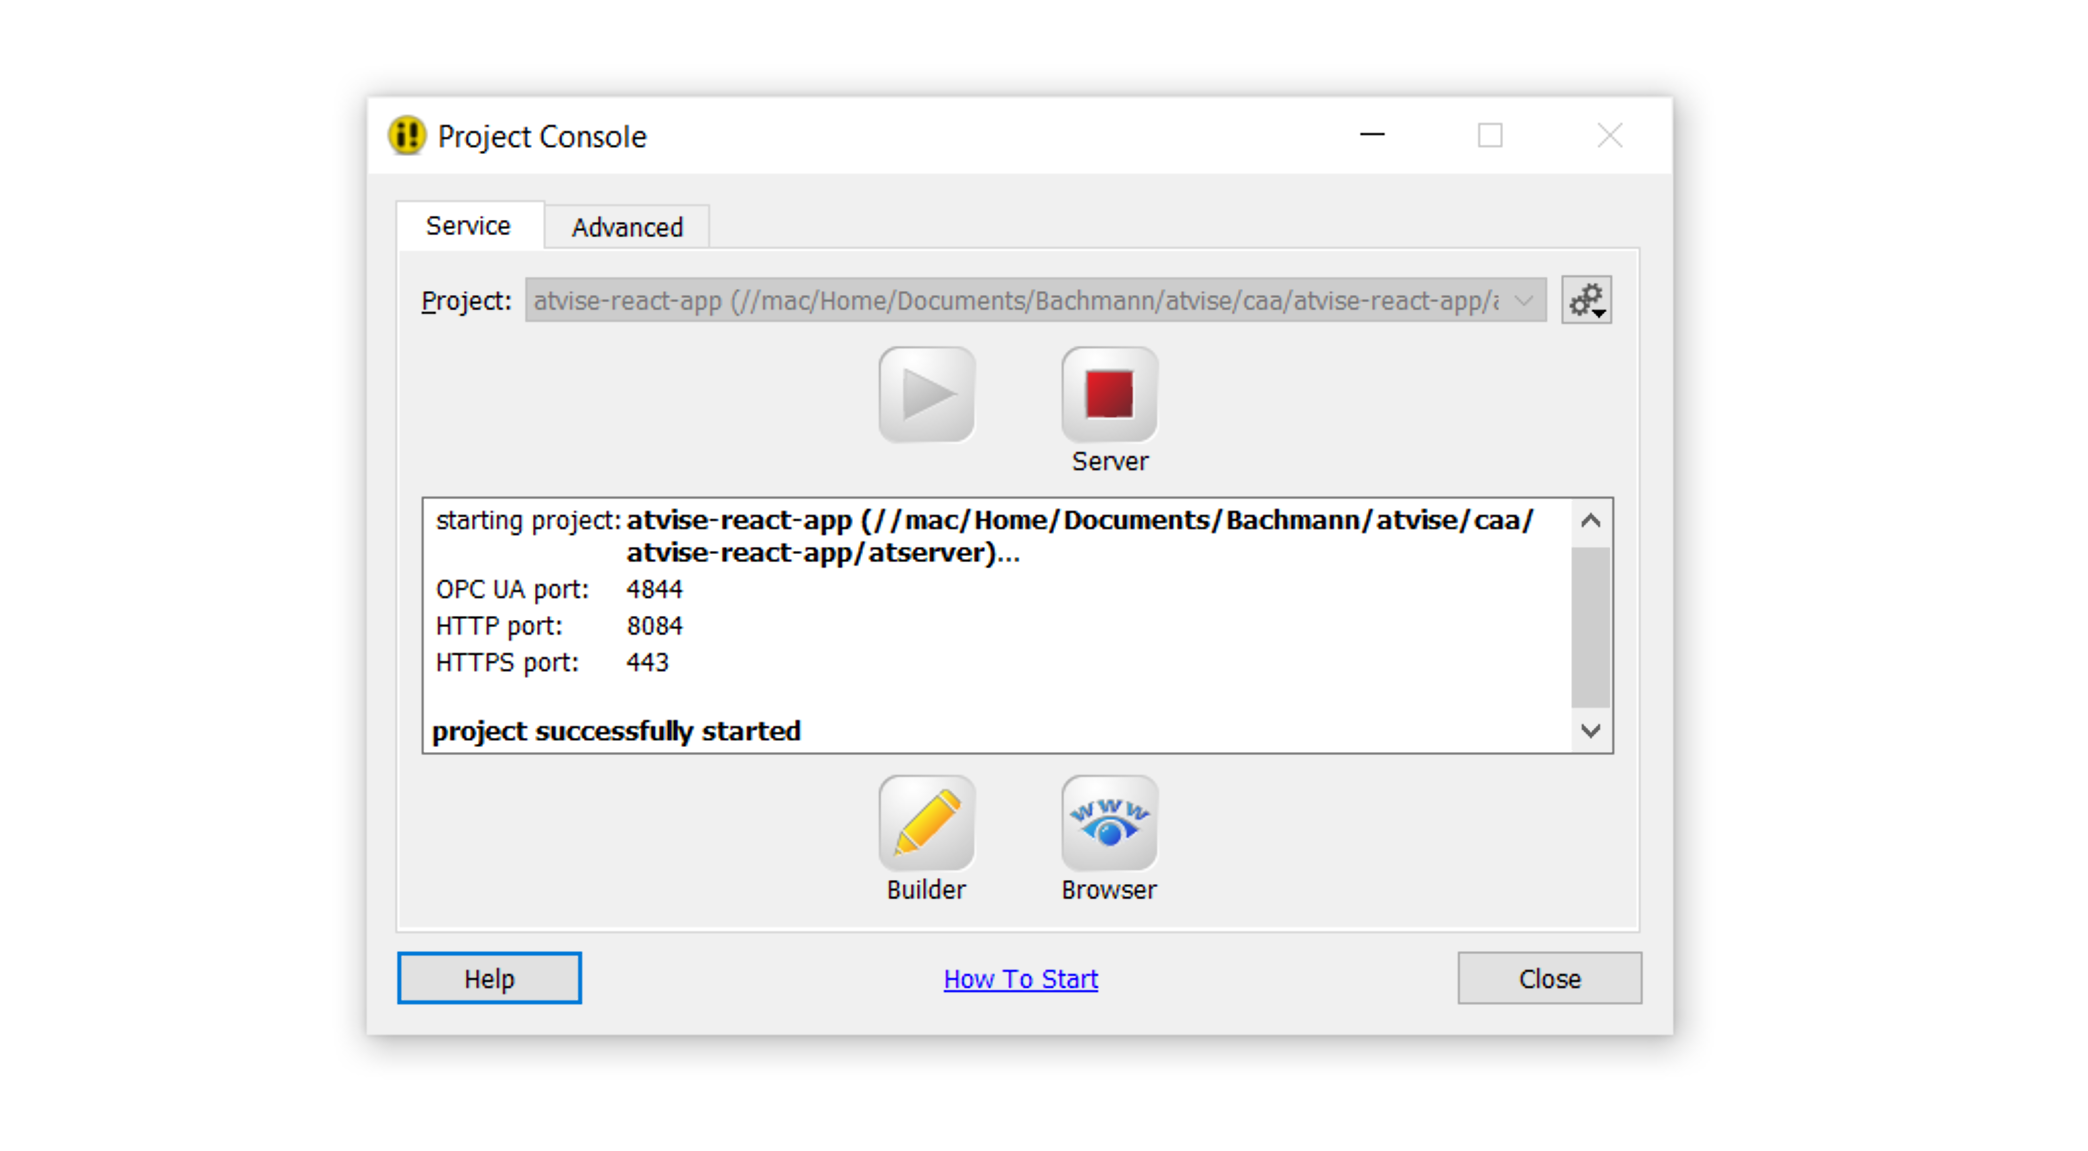 Project Console
Service Advanced
Project: atvise-react-app (//mac/Home/Documents/Bachmann/atvise/caa/atvise-react-app/
Server
starting project: atvise-react-app (//mac/Home/Documents/Bachmann/atvise/caa/
atvise-react-app/atserver)...
OPC UA port: 4844
HTTP port: 8084
HTTPS port: 443
project successfully started
WWW
Builder Browser
Help How To Start Close